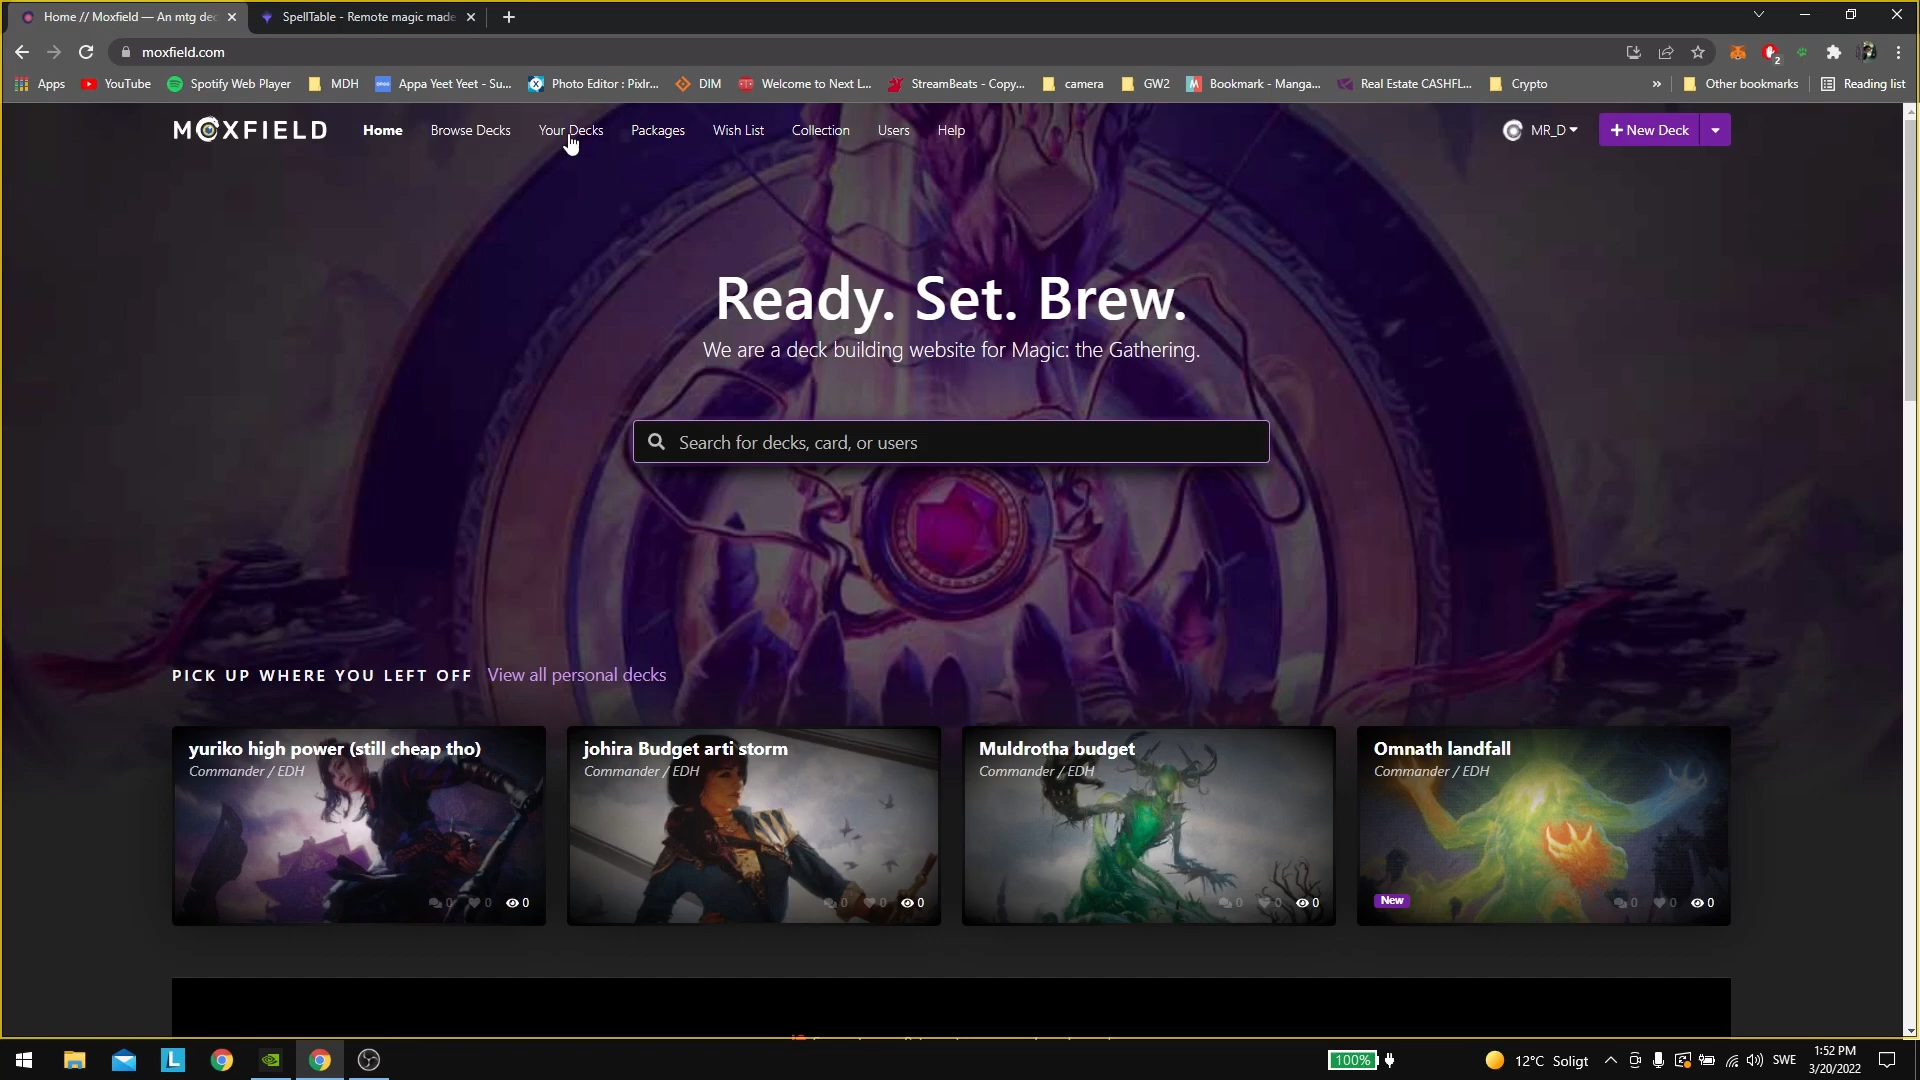 Home // Moxfield — An mtg dec
SpellTable - Remote magic made
moxfield.com
2
Apps
YouTube
Spotify Web Player
MDH
Appa Yeet Yeet - Su...
Photo Editor : Pixlr...
DIM
Welcome to Next L...
StreamBeats - Copy...
camera
GW2
Bookmark - Manga...
Real Estate CASHFL...
Crypto
»
Other bookmarks
Reading list
MOXFIELD
Home
Browse Decks
Your Decks
Packages
Wish List
Collection
Users
Help
MR_D
+ New Deck
Ready. Set. Brew.
We are a deck building website for Magic: the Gathering.
Search for decks, card, or users
PICK UP WHERE YOU LEFT OFF View all personal decks
yuriko high power (still cheap tho)
Commander / EDH
0 0 0
johira Budget arti storm
Commander / EDH
0 0 0
Muldrotha budget
Commander / EDH
0 0 0
Omnath landfall
Commander / EDH
New
0 0 0
100%
12°C Soligt
SWE
1:52 PM
3/20/2022